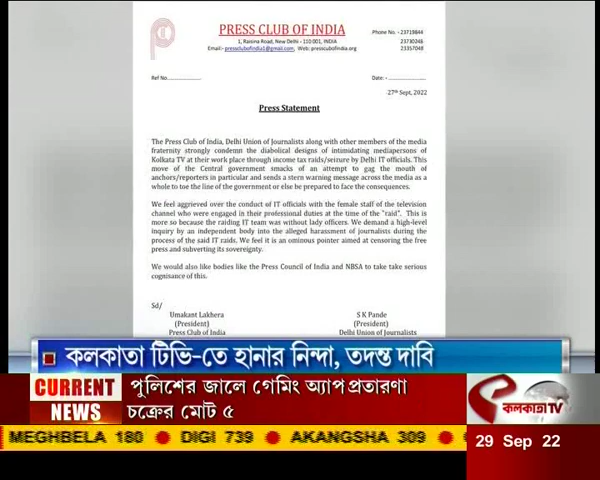 PRESS CLUB OF INDIA
1, Raisina Road, New Delhi - 110 001, INDIA
Email:- pressclubofindia1@gmail.com, Web: presscubofindia.org
Phone No. - 23719844
23730248
23357048
Ref No.........................
Date: - .........................
27th Sept, 2022
Press Statement
The Press Club of India, Delhi Union of Journalists along with other members of the media
fraternity strongly condemn the diabolical designs of intimidating mediapersons of
Kolkata TV at their work place through income tax raids/seizure by Delhi IT officials. This
move of the Central government smacks of an attempt to gag the mouth of
anchors/reporters in particular and sends a stern warning message across the media as a
whole to toe the line of the government or else be prepared to face the consequences.
We feel aggrieved over the conduct of IT officials with the female staff of the television
channel who were engaged in their professional duties at the time of the "raid". This is
more so because the raiding IT team was without lady officers. We demand a high-level
inquiry by an independent body into the alleged harassment of journalists during the
process of the said IT raids. We feel it is an ominous pointer aimed at censoring the free
press and subverting its sovereignty.
We would also like bodies like the Press Council of India and NBSA to take take serious
cognisance of this.
Sd/
Umakant Lakhera
(President)
Press Club of India
S K Pande
(President)
Delhi Union of Journalists
কলকাতা টিভি-তে হানার নিন্দা, তদন্ত দাবি
CURRENT NEWS
পুলিশের জালে গেমিং অ্যাপ প্রতারণা
চক্রের মোট ৫
কলকাতা TV
MEGHBELA 180 DIGI 739 AKANGSHA 309
29 Sep 22